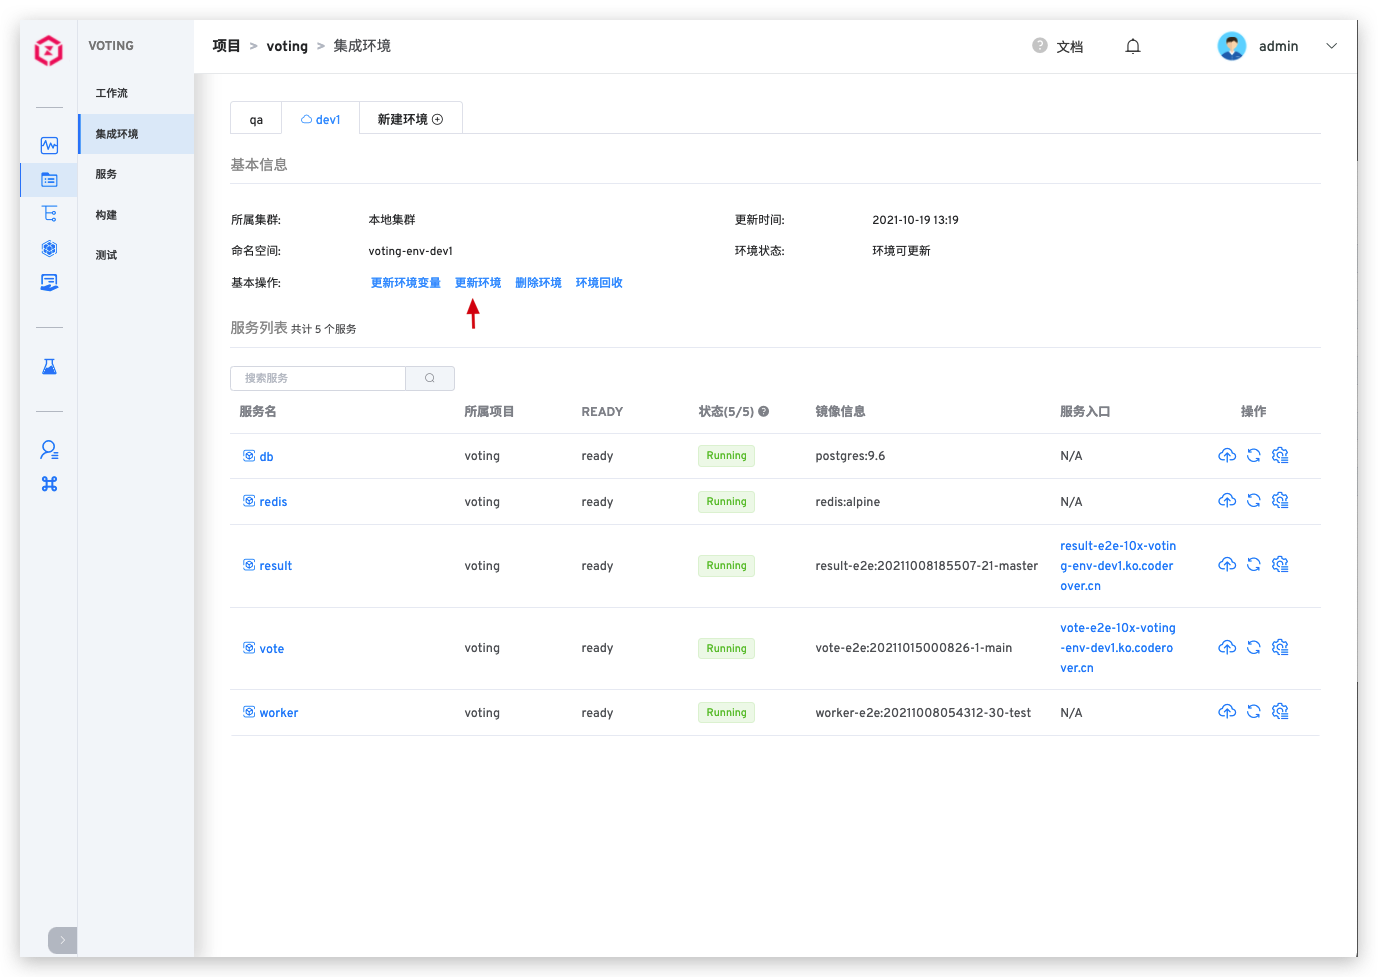 VOTING
项目 > voting > 集成环境
? 文档
admin
工作流
集成环境
服务
构建
测试
qa
dev1
新建环境
基本信息
所属集群: 本地集群 更新时间: 2021-10-19 13:19
命名空间: voting-env-dev1 环境状态: 环境可更新
基本操作: 更新环境变量 更新环境 删除环境 环境回收
服务列表 共计 5 个服务
搜索服务
服务名 所属项目 READY 状态(5/5) ? 镜像信息 服务入口 操作
db voting ready Running postgres:9.6 N/A
redis voting ready Running redis:alpine N/A
result voting ready Running result-e2e:20211008185507-21-master
result-e2e-10x-votin
g-env-dev1.ko.coder
over.cn
vote voting ready Running vote-e2e:20211015000826-1-main
vote-e2e-10x-voting
-env-dev1.ko.codero
ver.cn
worker voting ready Running worker-e2e:20211008054312-30-test N/A